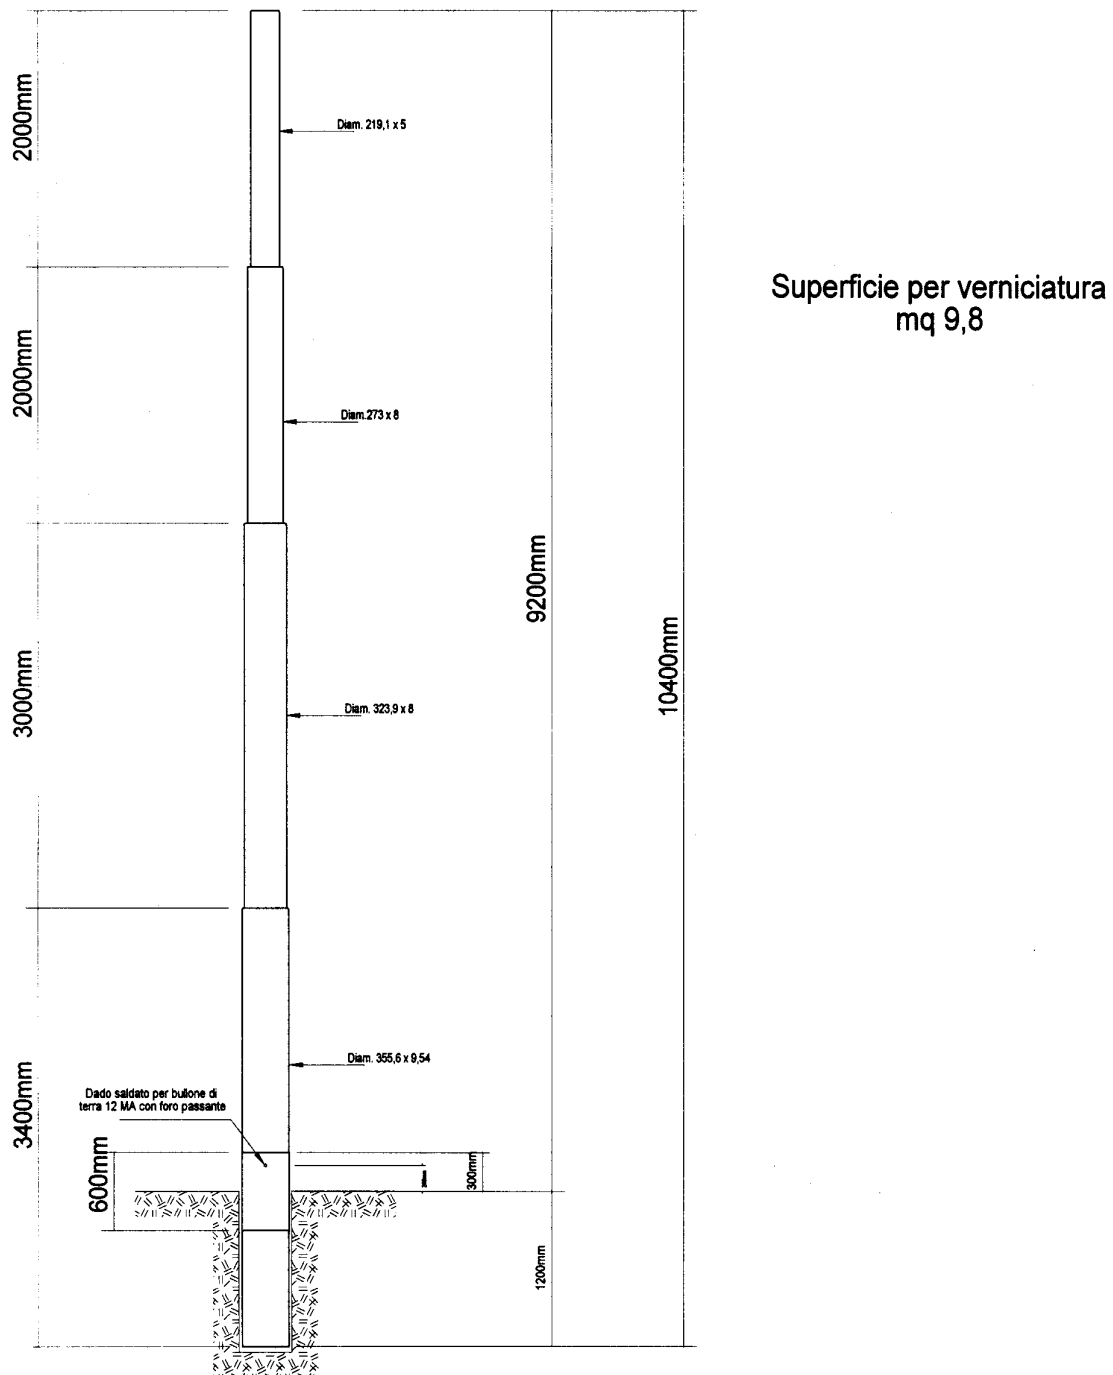 2000mm
Diam. 219,1 x 5
Superficie per verniciatura
mq 9,8
2000mm
Diam.273 x 8
9200mm
10400mm
3000mm
Diam. 323,9 x 8
3400mm
Diam. 355,6 x 9,54
Dado saldato per bullone di
terra 12 MA con foro passante
600mm
300mm
1200mm